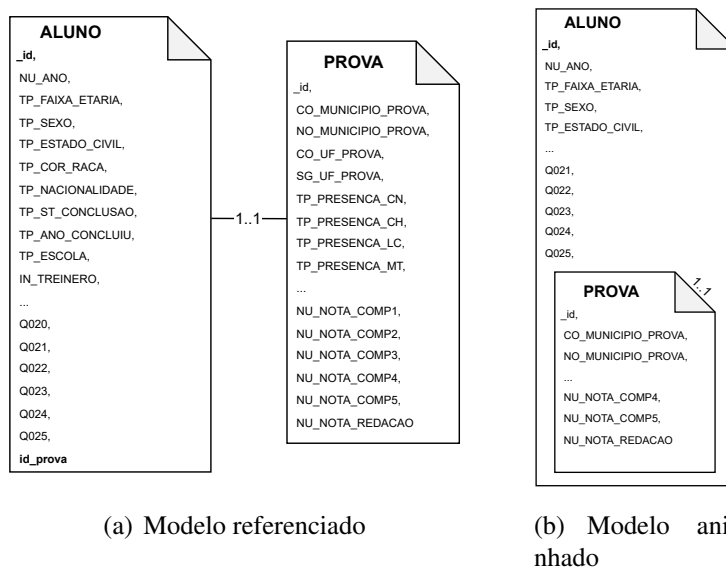 ALUNO
_id,
NU_ANO,
TP_FAIXA_ETARIA,
TP_SEXO,
TP_ESTADO_CIVIL,
TP_COR_RACA,
TP_NACIONALIDADE,
TP_ST_CONCLUSAO,
TP_ANO_CONCLUIU,
TP_ESCOLA,
IN_TREINERO,
...
Q020,
Q021,
Q022,
Q023,
Q024,
Q025,
id_prova
1..1
PROVA
_id,
CO_MUNICIPIO_PROVA,
NO_MUNICIPIO_PROVA,
CO_UF_PROVA,
SG_UF_PROVA,
TP_PRESENCA_CN,
TP_PRESENCA_CH,
TP_PRESENCA_LC,
TP_PRESENCA_MT,
...
NU_NOTA_COMP1,
NU_NOTA_COMP2,
NU_NOTA_COMP3,
NU_NOTA_COMP4,
NU_NOTA_COMP5,
NU_NOTA_REDACAO
(a) Modelo referenciado
ALUNO
_id,
NU_ANO,
TP_FAIXA_ETARIA,
TP_SEXO,
TP_ESTADO_CIVIL,
...
Q021,
Q022,
Q023,
Q024,
Q025,
1..1
PROVA
_id,
CO_MUNICIPIO_PROVA,
NO_MUNICIPIO_PROVA,
...
NU_NOTA_COMP4,
NU_NOTA_COMP5,
NU_NOTA_REDACAO
(b) Modelo ani
nhado